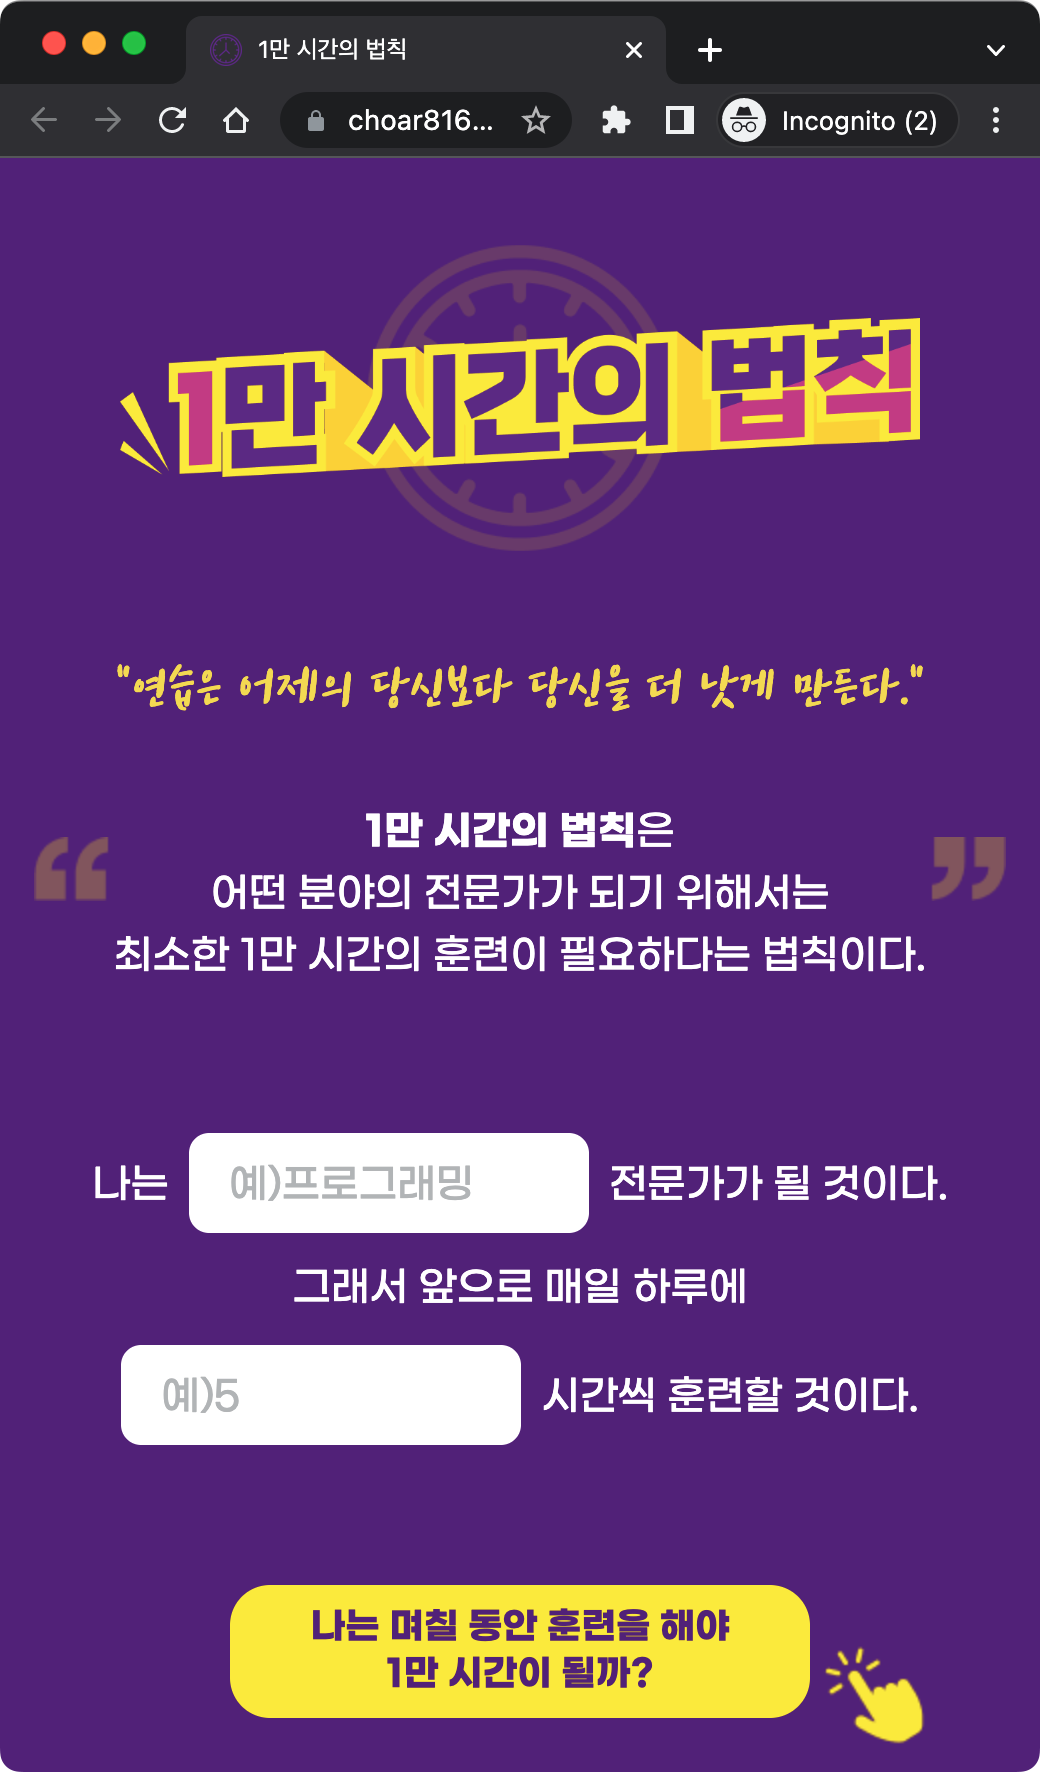 1만 시간의 법칙
choar816...
Incognito (2)
1만 시간의 법칙
"연습은 어제의 당신보다 당신을 더 낫게 만든다."
1만 시간의 법칙은
어떤 분야의 전문가가 되기 위해서는
최소한 1만 시간의 훈련이 필요하다는 법칙이다.
나는 예)프로그래밍 전문가가 될 것이다.
그래서 앞으로 매일 하루에
예)5 시간씩 훈련할 것이다.
나는 며칠 동안 훈련을 해야
1만 시간이 될까?